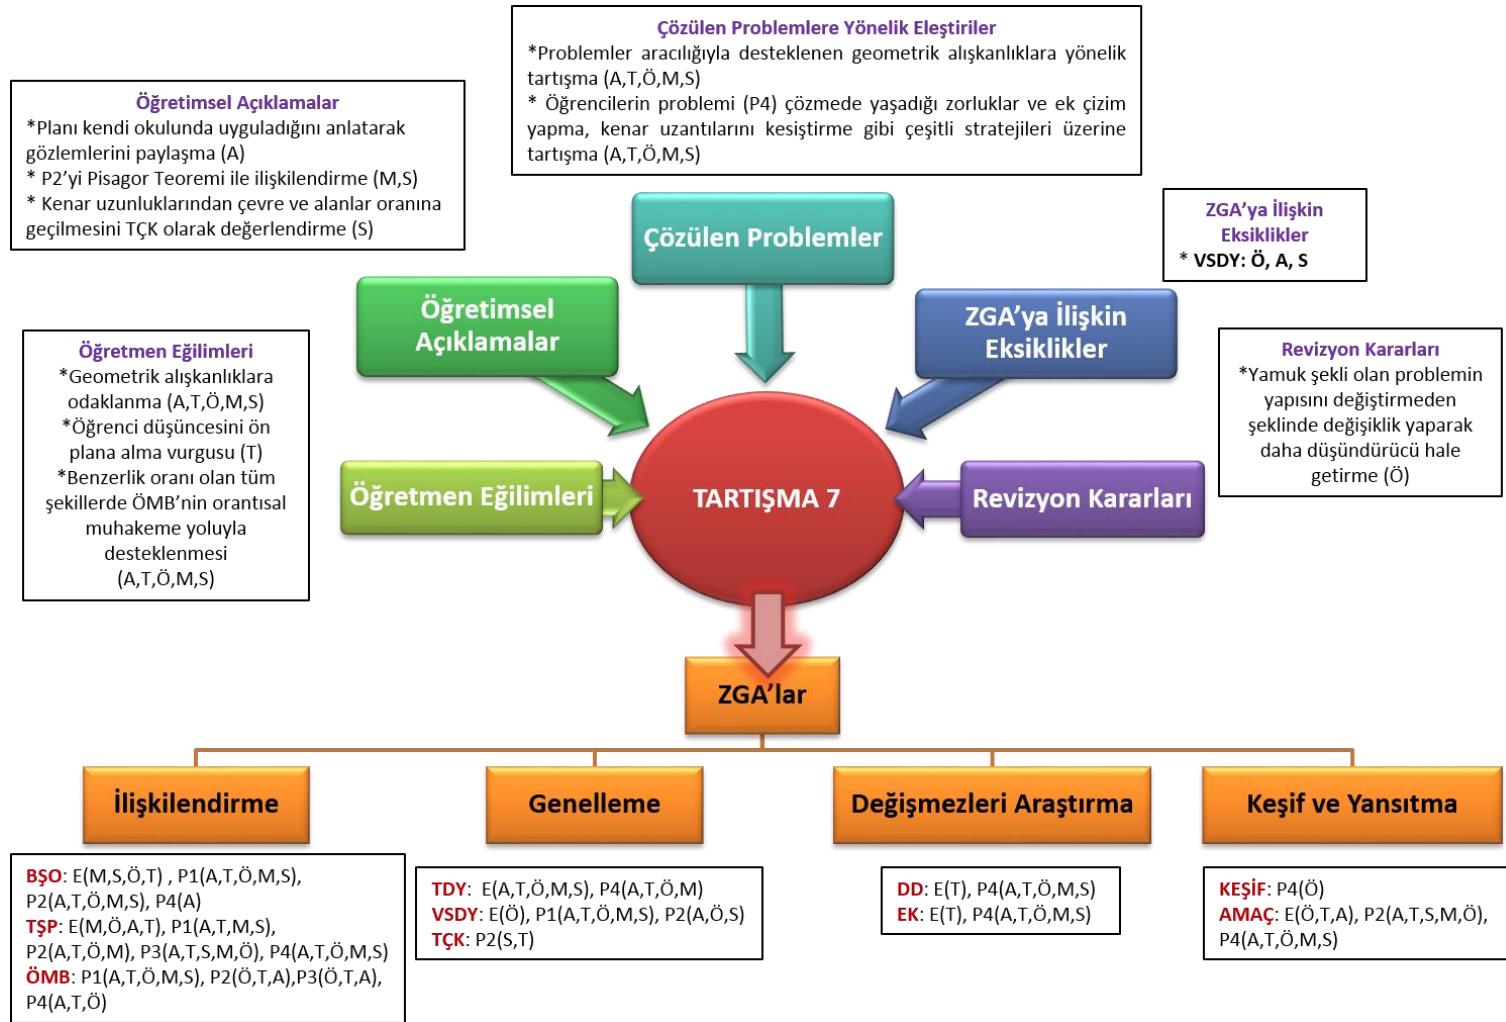 Çözülen Problemlere Yönelik Eleştiriler
*Problemler aracılığıyla desteklenen geometrik alışkanlıklara yönelik
tartışma (A,T,Ö,M,S)
* Öğrencilerin problemi (P4) çözmede yaşadığı zorluklar ve ek çizim
yapma, kenar uzantılarını kesiştirme gibi çeşitli stratejileri üzerine
tartışma (A,T,Ö,M,S)
Öğretimsel Açıklamalar
*Planı kendi okulunda uyguladığını anlatarak
gözlemlerini paylaşma (A)
* P2'yi Pisagor Teoremi ile ilişkilendirme (M,S)
* Kenar uzunluklarından çevre ve alanlar oranına
geçilmesini TÇK olarak değerlendirme (S)
ZGA'ya İlişkin
Eksiklikler
* VSDY: Ö, A, S
Çözülen Problemler
Öğretimsel
Açıklamalar
ZGA'ya İlişkin
Eksiklikler
Öğretmen Eğilimleri
*Geometrik alışkanlıklara
odaklanma (A,T,Ö,M,S)
*Öğrenci düşüncesini ön
plana alma vurgusu (T)
*Benzerlik oranı olan tüm
şekillerde ÖMB'nin orantısal
muhakeme yoluyla
desteklenmesi
(A,T,Ö,M,S)
Revizyon Kararları
*Yamuk şekli olan problemin
yapısını değiştirmeden
şeklinde değişiklik yaparak
daha düşündürücü hale
getirme (Ö)
Öğretmen Eğilimleri
TARTIŞMA 7
Revizyon Kararları
ZGA'lar
İlişkilendirme
Genelleme
Değişmezleri Araştırma
Keşif ve Yansıtma
BŞO: E(M,S,Ö,T) , P1(A,T,Ö,M,S),
P2(A,T,Ö,M,S), P4(A)
TŞP: E(M,Ö,A,T), P1(A,T,M,S),
P2(A,T,Ö,M), P3(A,T,S,M,Ö), P4(A,T,Ö,M,S)
ÖMB: P1(A,T,Ö,M,S), P2(Ö,T,A),P3(Ö,T,A),
P4(A,T,Ö)
TDY: E(A,T,Ö,M,S), P4(A,T,Ö,M)
VSDY: E(Ö), P1(A,T,Ö,M,S), P2(A,Ö,S)
TÇK: P2(S,T)
DD: E(T), P4(A,T,Ö,M,S)
EK: E(T), P4(A,T,Ö,M,S)
KEŞİF: P4(Ö)
AMAÇ: E(Ö,T,A), P2(A,T,S,M,Ö),
P4(A,T,Ö,M,S)